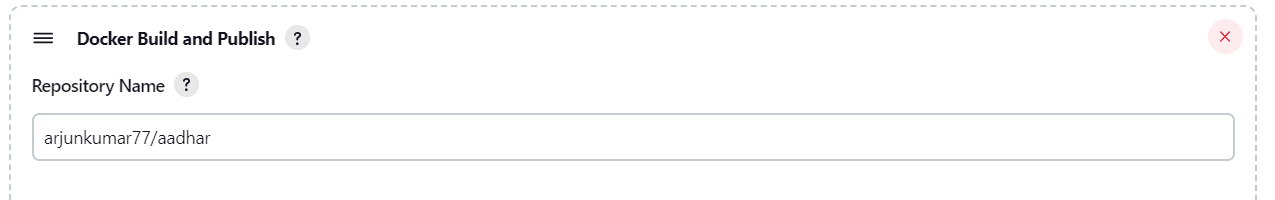 Docker Build and Publish ?
Repository Name ?
arjunkumar77/aadhar